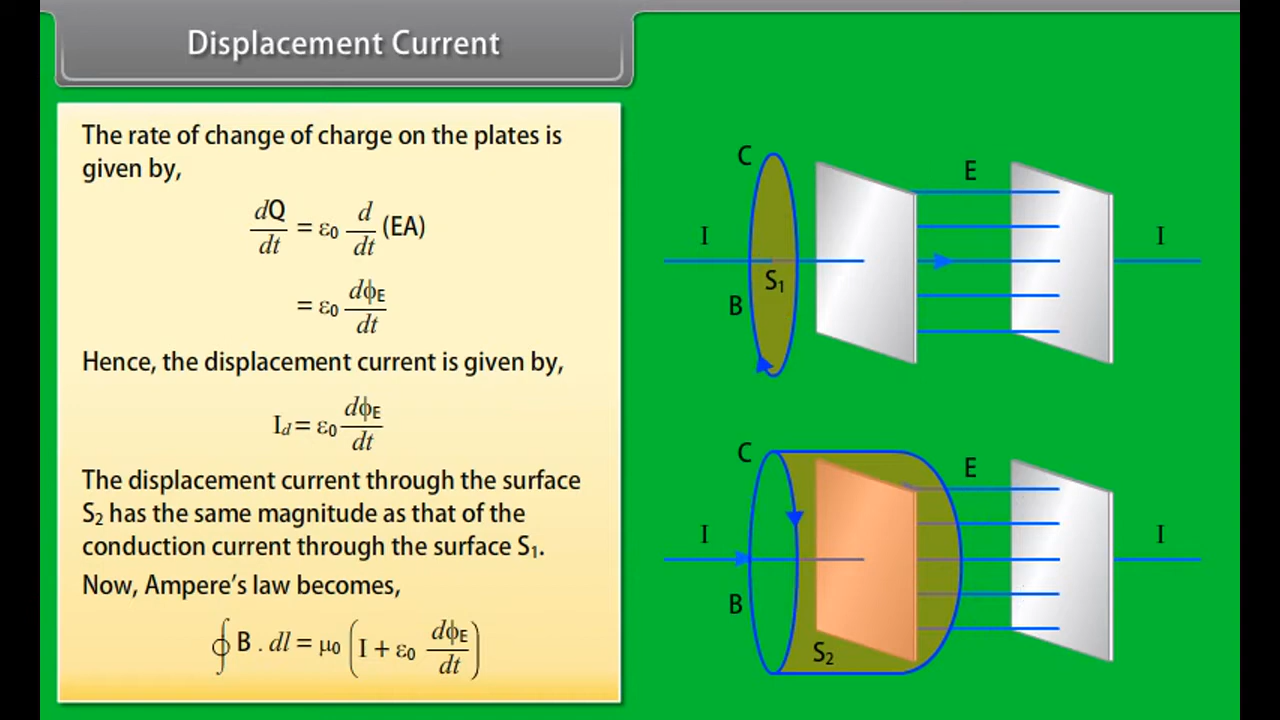 Displacement Current
The rate of change of charge on the plates is
given by,
dQ/dt = ε₀ d/dt (EA)
= ε₀ dϕE/dt
Hence, the displacement current is given by,
Id = ε₀ dϕE/dt
The displacement current through the surface
S₂ has the same magnitude as that of the
conduction current through the surface S₁.
Now, Ampere's law becomes,
∮ B . dl = μ₀ (I + ε₀ dϕE/dt)
C
E
I
I
S₁
B
C
E
I
I
B
S₂